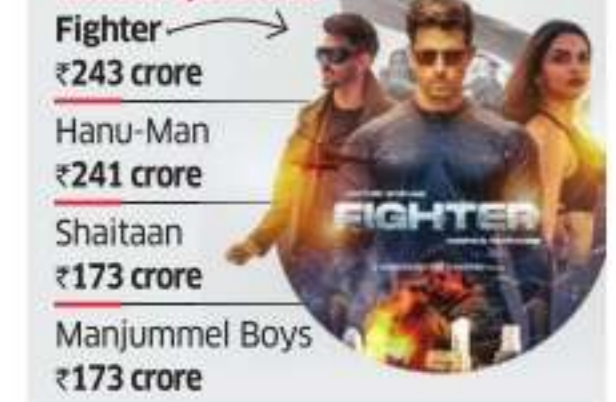 Fighter
₹243 crore
Hanu-Man
₹241 crore
Shaitaan
₹173 crore
Manjummel Boys
₹173 crore
FIGHTER